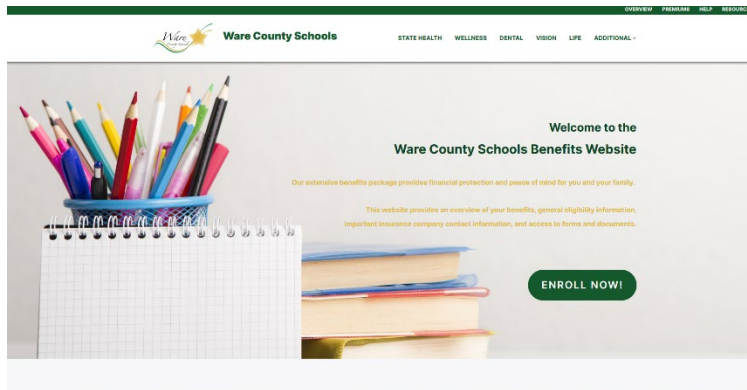 OVERVIEW PREMIUMS HELP RESOURC
Ware
Ware County Schools
STATE HEALTH WELLNESS DENTAL VISION LIFE ADDITIONAL
Welcome to the
Ware County Schools Benefits Website
Our extensive benefits package provides financial protection and peace of mind for you and your family.
This website provides an overview of your benefits, general eligibility information,
important insurance company contact information, and access to forms and documents.
ENROLL NOW!